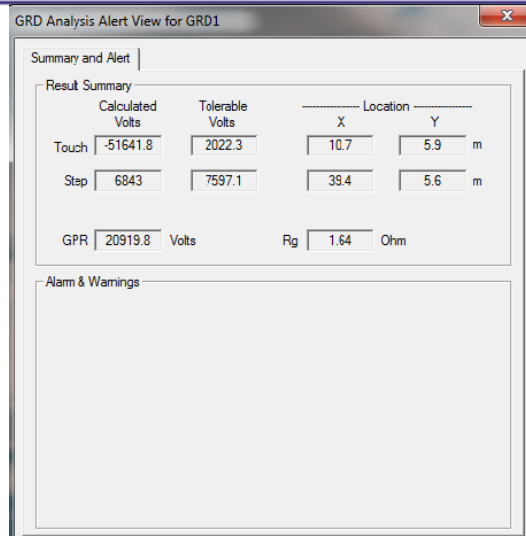 GRD Analysis Alert View for GRD1
Summary and Alert
Result Summary
Calculated Volts Tolerable Volts ----------------- Location -----------------
X Y
Touch -51641.8 2022.3 10.7 5.9 m
Step 6843 7597.1 39.4 5.6 m
GPR 20919.8 Volts Rg 1.64 Ohm
Alarm & Warnings